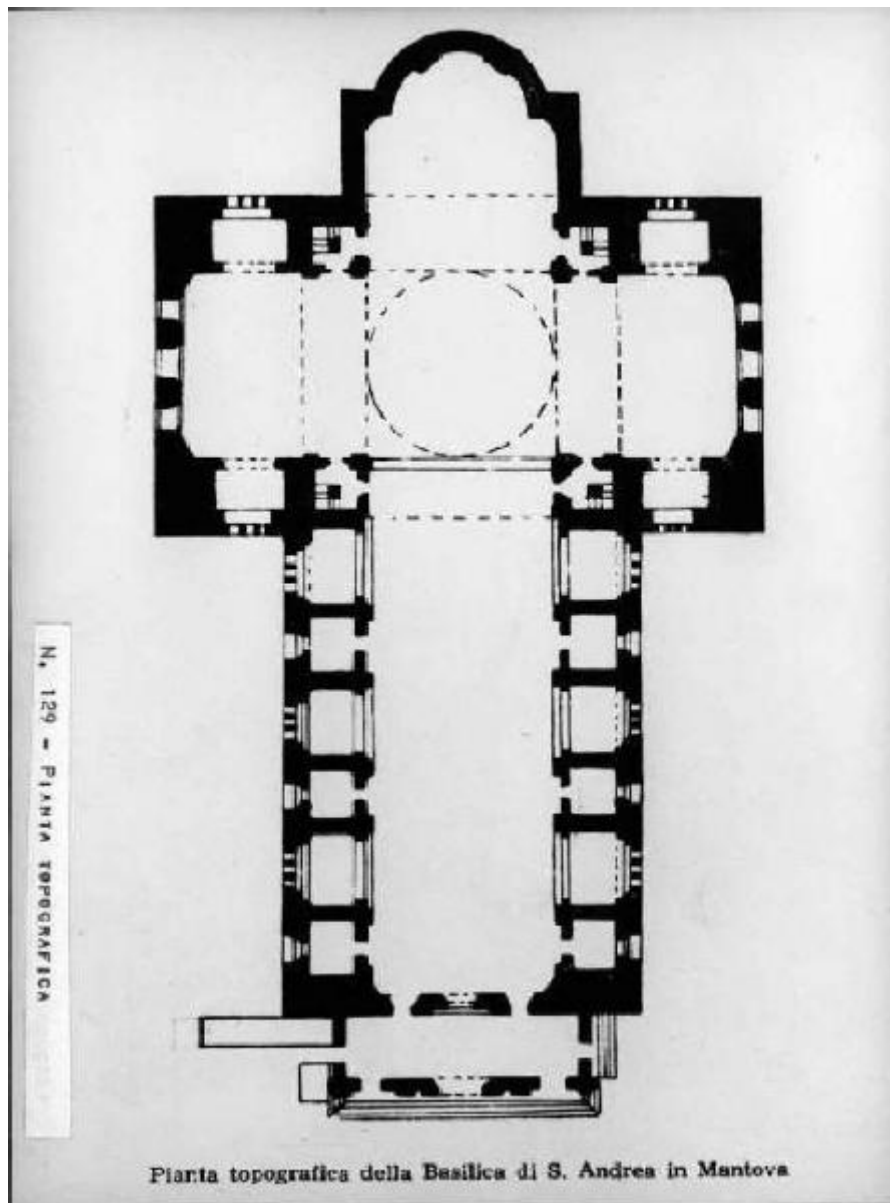 N. 129 - PIANTA TOPOGRAFICA
Pianta topografica della Basilica di S. Andrea in Mantova